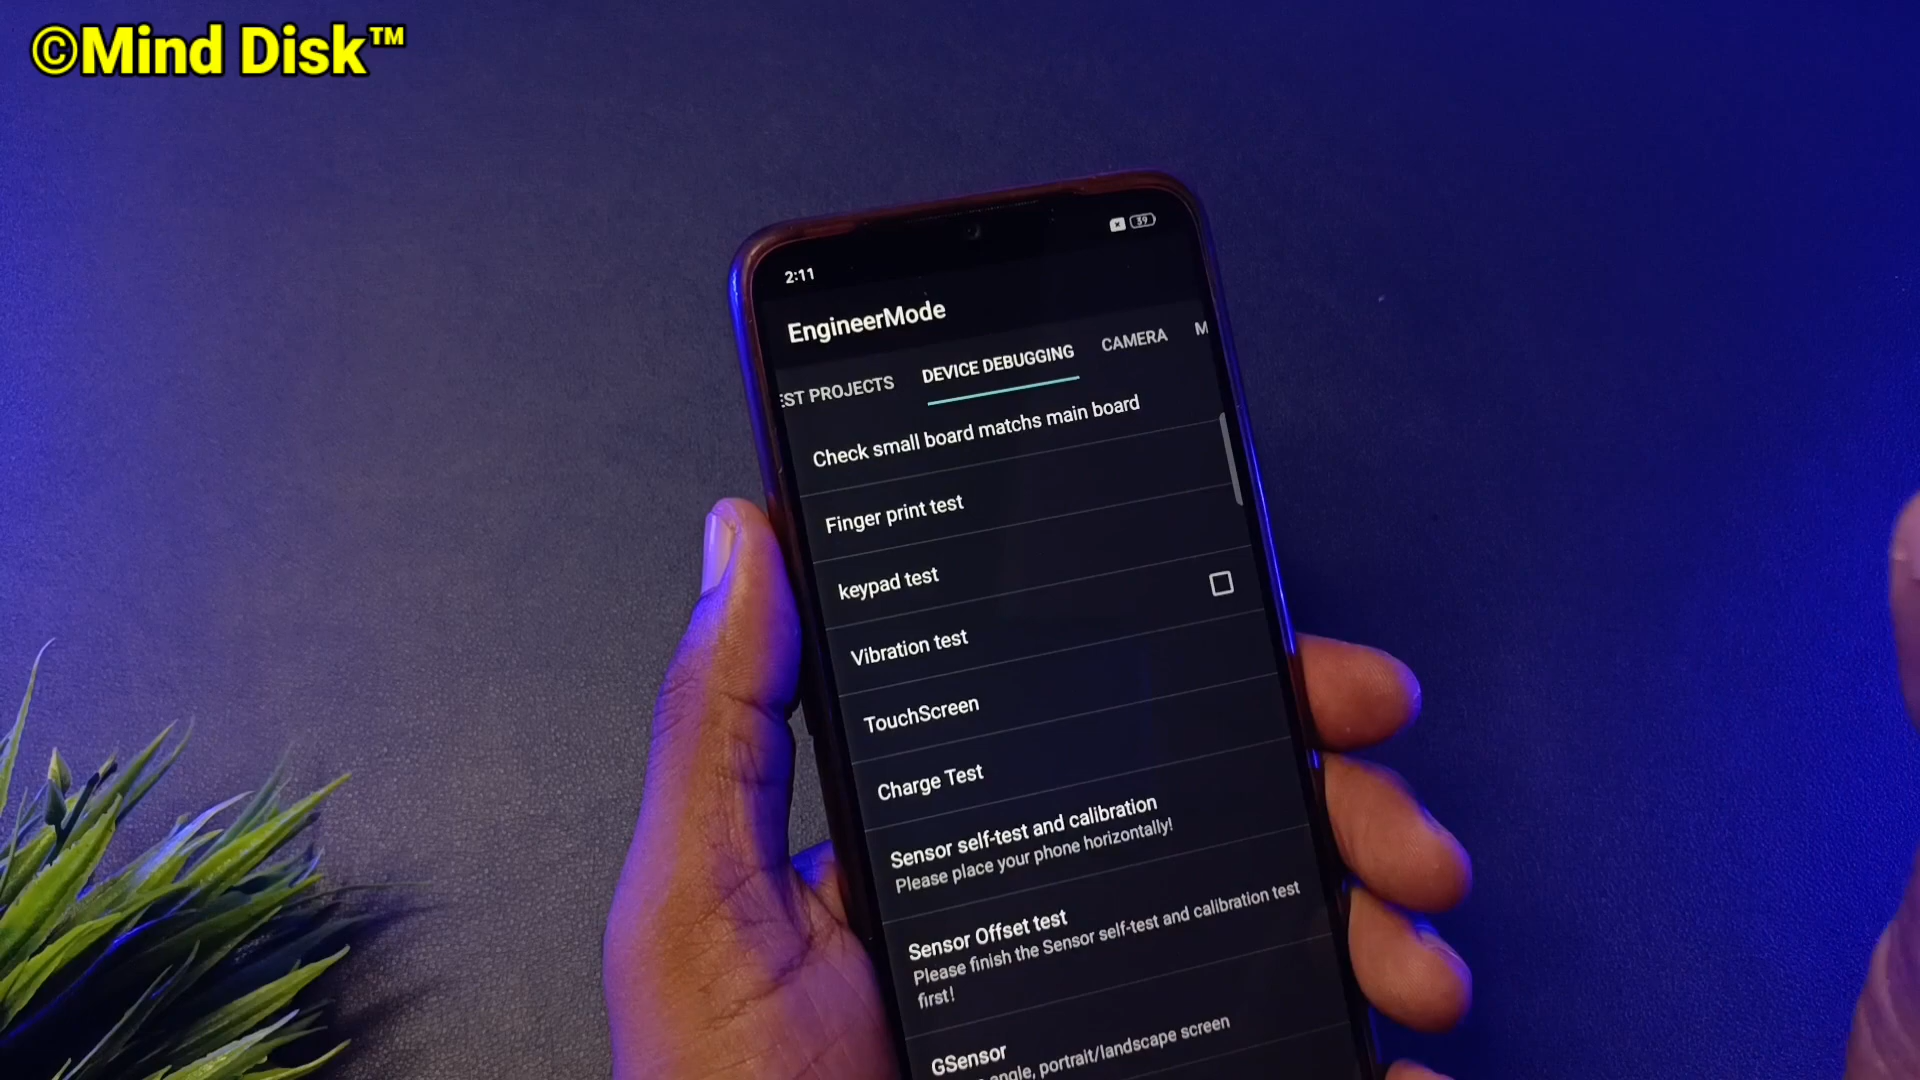 ©Mind Disk™
39
2:11
EngineerMode
EST PROJECTS
DEVICE DEBUGGING
CAMERA
M
Check small board matchs main board
Finger print test
keypad test
Vibration test
TouchScreen
Charge Test
Sensor self-test and calibration
Please place your phone horizontally!
Sensor Offset test
Please finish the Sensor self-test and calibration test
first!
GSensor
angle, portrait/landscape screen